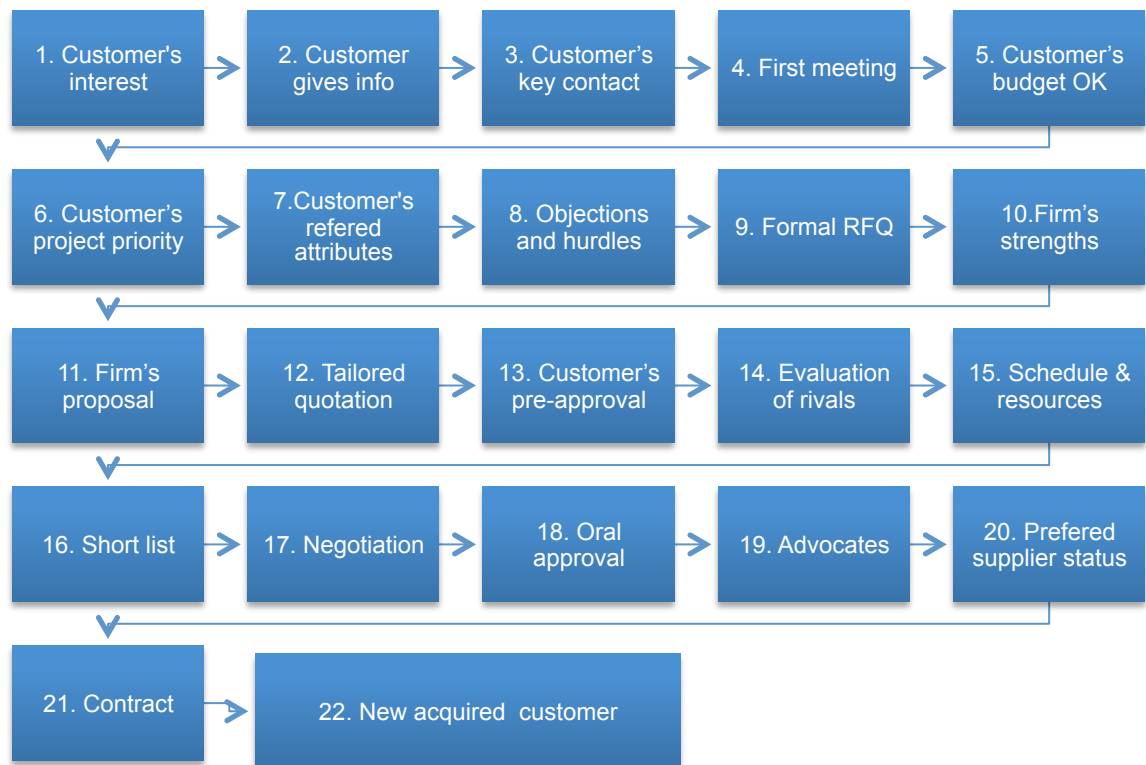 1. Customer's
interest
2. Customer
gives info
3. Customer’s
key contact
4. First meeting
5. Customer’s
budget OK
6. Customer’s
project priority
7.Customer's
refered
attributes
8. Objections
and hurdles
9. Formal RFQ
10.Firm’s
strengths
11. Firm’s
proposal
12. Tailored
quotation
13. Customer’s
pre-approval
14. Evaluation
of rivals
15. Schedule &
resources
16. Short list
17. Negotiation
18. Oral
approval
19. Advocates
20. Prefered
supplier status
21. Contract
22. New acquired  customer